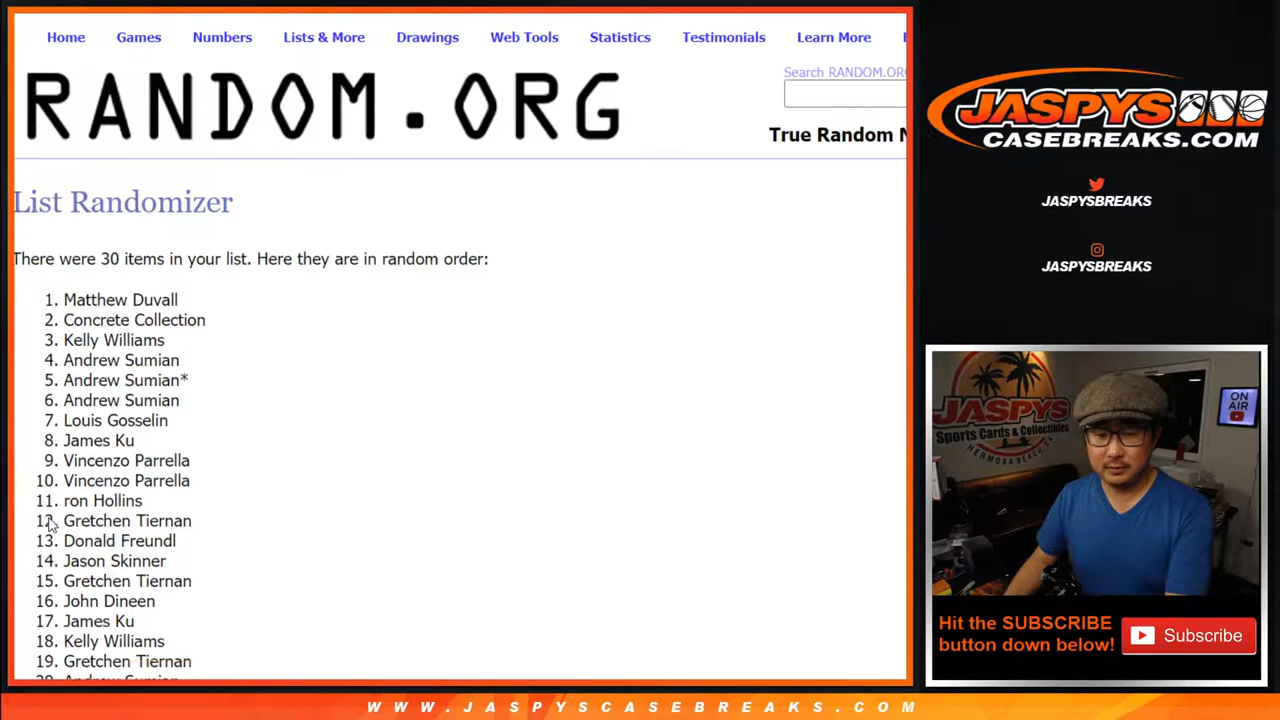 Home Games Numbers Lists & More Drawings Web Tools Statistics Testimonials Learn More
Search RANDOM.OR
RANDOM.ORG
True Random
List Randomizer
There were 30 items in your list. Here they are in random order:
1. Matthew Duvall
2. Concrete Collection
3. Kelly Williams
4. Andrew Sumian
5. Andrew Sumian*
6. Andrew Sumian
7. Louis Gosselin
8. James Ku
9. Vincenzo Parrella
10. Vincenzo Parrella
11. ron Hollins
12. Gretchen Tiernan
13. Donald Freundl
14. Jason Skinner
15. Gretchen Tiernan
16. John Dineen
17. James Ku
18. Kelly Williams
19. Gretchen Tiernan
JASPYS
CASEBREAKS.COM
JASPYSBREAKS
JASPYSBREAKS
JASPYS
Sports Cards & Collectibles
HERMOSA BEACH CA
ON
AIR
Hit the SUBSCRIBE
button down below!
Subscribe
WWW.JASPYSCASEBREAKS.COM